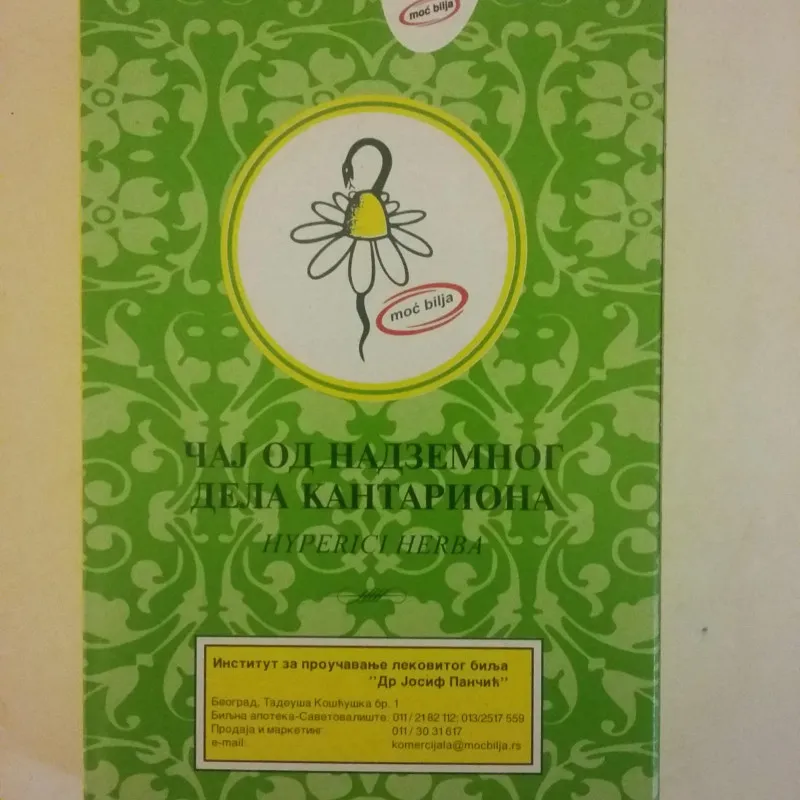 moć bilja
moć bilja
ЧАЈ ОД НАДЗЕМНОГ
ДЕЛА КАНТАРИОНА
HYPERICI HERBA
Институт за проучавање лековитог биља
"Др Јосиф Панчић"
Београд, Тадеуша Кошћушка бр. 1
Биљна апотека-Саветовалиште: 011/ 21 82 112; 013/2517 559
Продаја и маркетинг: 011/ 30 31 617
e-mail: komercijala@mocbilja.rs